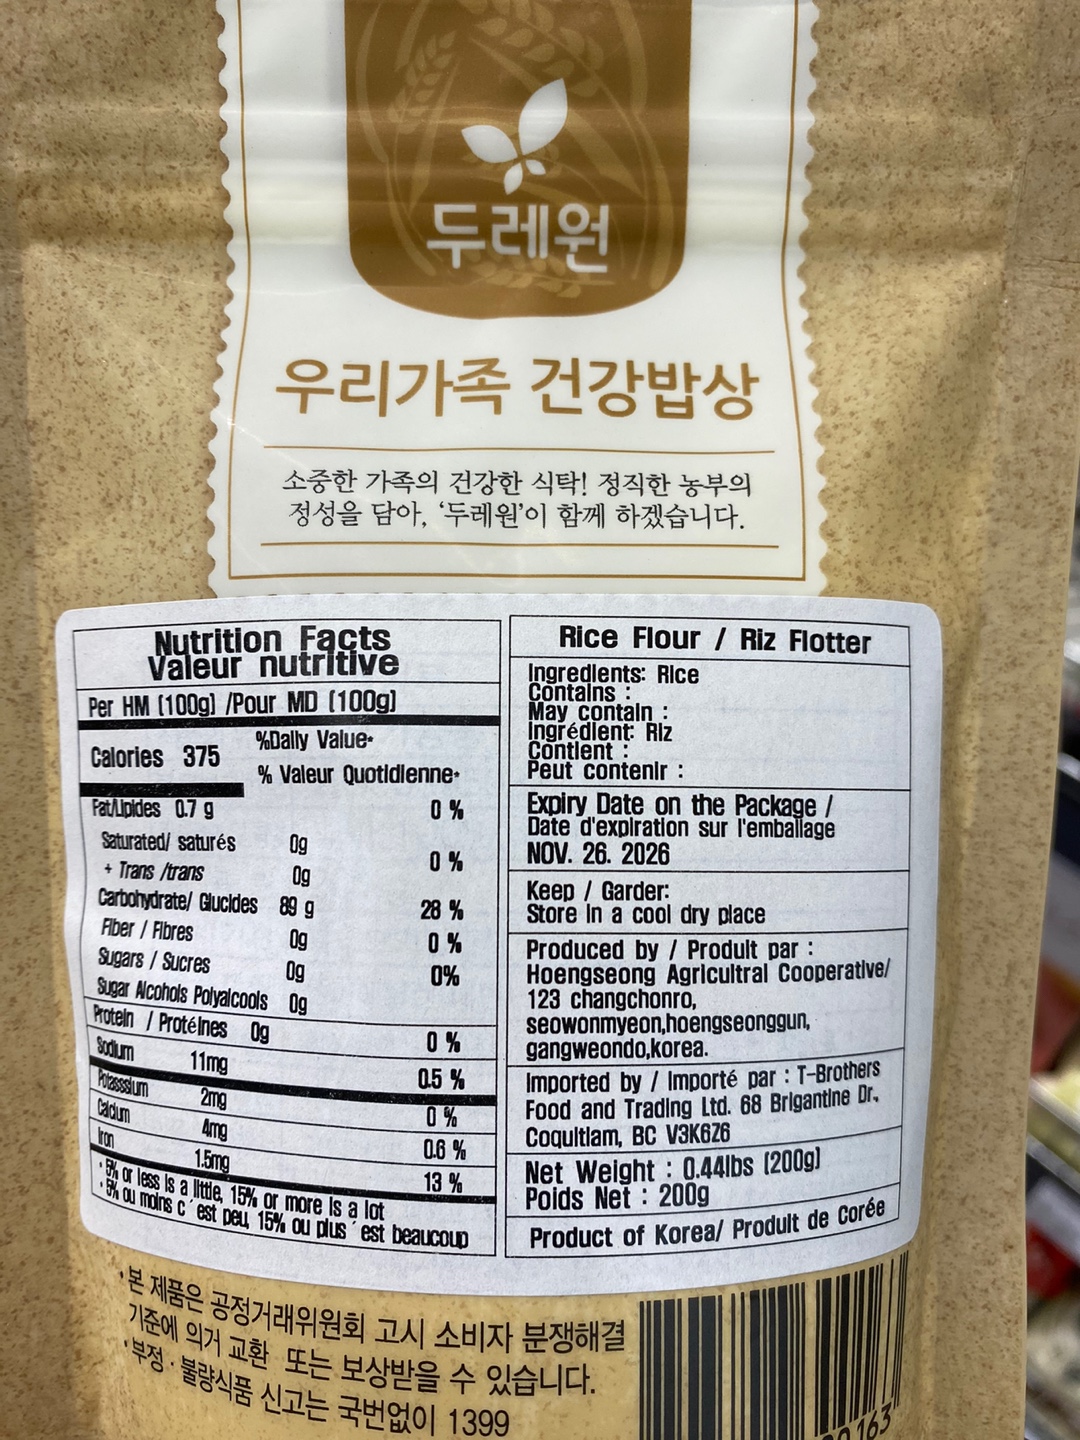 두레원
우리가족 건강밥상
소중한 가족의 건강한 식탁! 정직한 농부의
정성을 담아, ‘두레원’이 함께 하겠습니다.
Nutrition Facts
Valeur nutritive
Per HM (100g) /Pour MD (100g)
Calories 375
%Daily Value*
% Valeur Quotidienne*
Fat/Lipides 0.7 g 0 %
Saturated/ saturés 0g
+ Trans /trans 0g 0 %
Carbohydrate/ Glucides 89 g 28 %
Fiber / Fibres 0g 0 %
Sugars / Sucres 0g 0%
Sugar Alcohols Polyalcools 0g
Protein / Protéines 0g 0 %
Sodium 11mg 0.5 %
Potasssium 2mg 0 %
Calcium 4mg 0.6 %
Iron 1.5mg 13 %
· 5% or less is a little, 15% or more is a lot
· 5% ou moins c´est peu, 15% ou plus ´est beaucoup
Rice Flour / Riz Flotter
Ingredients: Rice
Contains :
May contain :
Ingrédient: Riz
Contient :
Peut contenir :
Expiry Date on the Package /
Date d'expiration sur l'emballage
NOV. 26. 2026
Keep / Garder:
Store in a cool dry place
Produced by / Produit par :
Hoengseong Agricultral Cooperative/
123 changchonro,
seowonmyeon,hoengseonggun,
gangweondo,korea.
Imported by / Importé par : T-Brothers
Food and Trading Ltd. 68 Brigantine Dr.,
Coquitlam, BC V3K6Z6
Net Weight : 0.44lbs (200g)
Poids Net : 200g
Product of Korea/ Produit de Corée
·본 제품은 공정거래위원회 고시 소비자 분쟁해결
기준에 의거 교환 또는 보상받을 수 있습니다.
·부정·불량식품 신고는 국번없이 1399